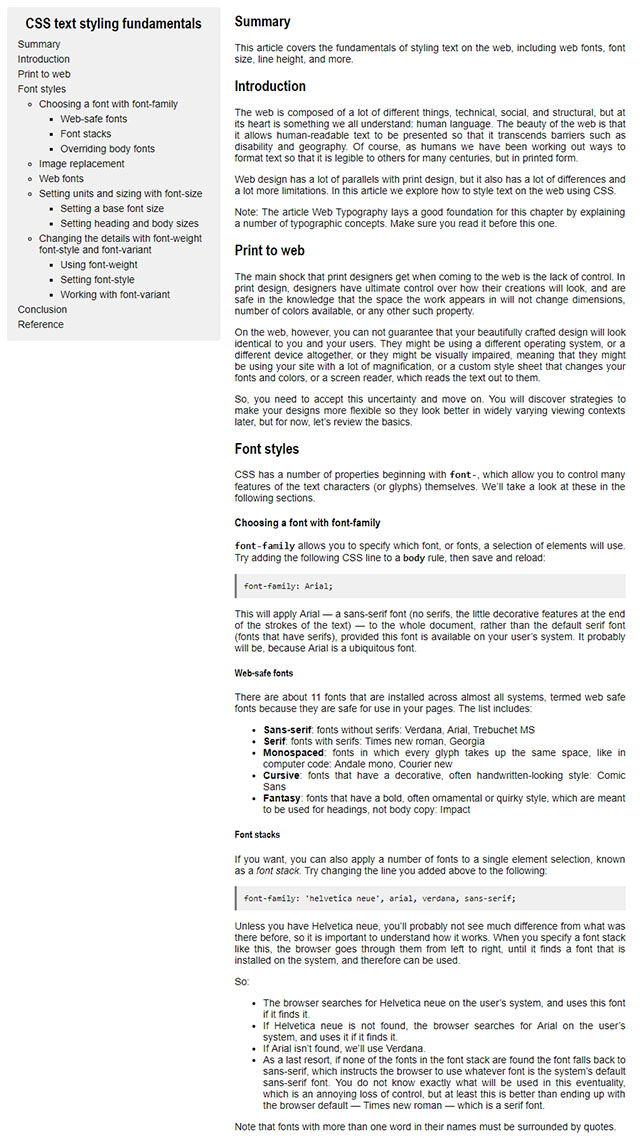 CSS text styling fundamentals
Summary
Introduction
Print to web
Font styles
Choosing a font with font-family
Web-safe fonts
Font stacks
Overriding body fonts
Image replacement
Web fonts
Setting units and sizing with font-size
Setting a base font size
Setting heading and body sizes
Changing the details with font-weight
font-style and font-variant
Using font-weight
Setting font-style
Working with font-variant
Conclusion
Reference
Summary
This article covers the fundamentals of styling text on the web, including web fonts, font
size, line height, and more.
Introduction
The web is composed of a lot of different things, technical, social, and structural, but at
its heart is something we all understand: human language. The beauty of the web is that
it allows human-readable text to be presented so that it transcends barriers such as
disability and geography. Of course, as humans we have been working out ways to
format text so that it is legible to others for many centuries, but in printed form.
Web design has a lot of parallels with print design, but it also has a lot of differences and
a lot more limitations. In this article we explore how to style text on the web using CSS.
Note: The article Web Typography lays a good foundation for this chapter by explaining
a number of typographic concepts. Make sure you read it before this one.
Print to web
The main shock that print designers get when coming to the web is the lack of control. In
print design, designers have ultimate control over how their creations will look, and are
safe in the knowledge that the space the work appears in will not change dimensions,
number of colors available, or any other such property.
On the web, however, you can not guarantee that your beautifully crafted design will look
identical to you and your users. They might be using a different operating system, or a
different device altogether, or they might be visually impaired, meaning that they might
be using your site with a lot of magnification, or a custom style sheet that changes your
fonts and colors, or a screen reader, which reads the text out to them.
So, you need to accept this uncertainty and move on. You will discover strategies to
make your designs more flexible so they look better in widely varying viewing contexts
later, but for now, let's review the basics.
Font styles
CSS has a number of properties beginning with font-, which allow you to control many
features of the text characters (or glyphs) themselves. We'll take a look at these in the
following sections.
Choosing a font with font-family
font-family allows you to specify which font, or fonts, a selection of elements will use.
Try adding the following CSS line to a body rule, then save and reload:
font-family: Arial;
This will apply Arial — a sans-serif font (no serifs, the little decorative features at the end
of the strokes of the text) — to the whole document, rather than the default serif font
(fonts that have serifs), provided this font is available on your user's system. It probably
will be, because Arial is a ubiquitous font.
Web-safe fonts
There are about 11 fonts that are installed across almost all systems, termed web safe
fonts because they are safe for use in your pages. The list includes:
• Sans-serif: fonts without serifs: Verdana, Arial, Trebuchet MS
• Serif: fonts with serifs: Times new roman, Georgia
• Monospaced: fonts in which every glyph takes up the same space, like in
computer code: Andale mono, Courier new
• Cursive: fonts that have a decorative, often handwritten-looking style: Comic
Sans
• Fantasy: fonts that have a bold, often ornamental or quirky style, which are meant
to be used for headings, not body copy: Impact
Font stacks
If you want, you can also apply a number of fonts to a single element selection, known
as a font stack. Try changing the line you added above to the following:
font-family: 'helvetica neue', arial, verdana, sans-serif;
Unless you have Helvetica neue, you'll probably not see much difference from what was
there before, so it is important to understand how it works. When you specify a font stack
like this, the browser goes through them from left to right, until it finds a font that is
installed on the system, and therefore can be used.
So:
• The browser searches for Helvetica neue on the user's system, and uses this font
if it finds it.
• If Helvetica neue is not found, the browser searches for Arial on the user's
system, and uses it if it finds it.
• If Arial isn't found, we'll use Verdana.
• As a last resort, if none of the fonts in the font stack are found the font falls back to
sans-serif, which instructs the browser to use whatever font is the system's default
sans-serif font. You do not know exactly what will be used in this eventuality,
which is an annoying loss of control, but at least this is better than ending up with
the browser default — Times new roman — which is a serif font.
Note that fonts with more than one word in their names must be surrounded by quotes.